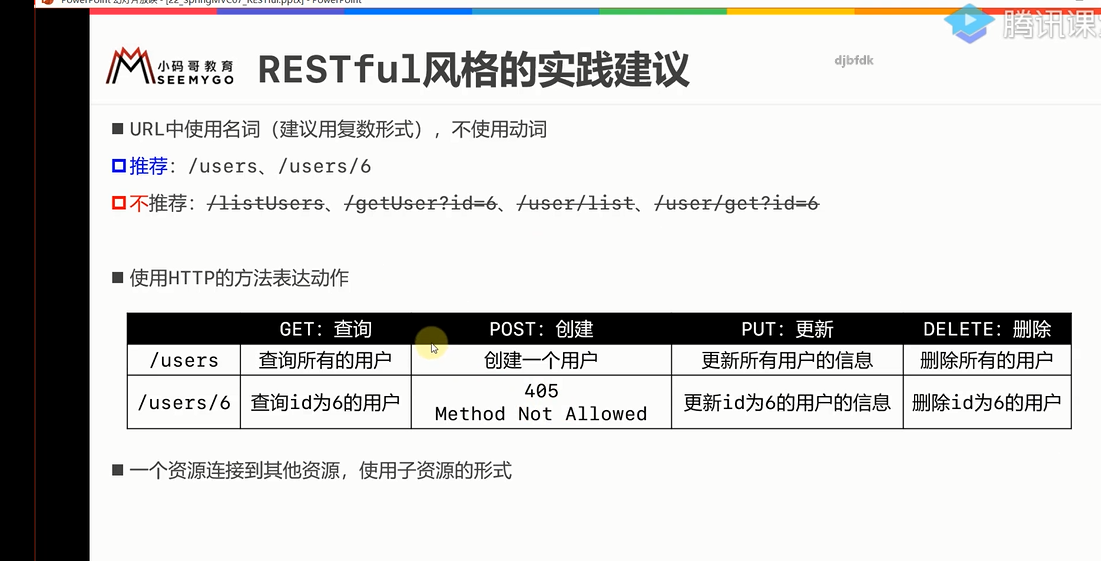 PowerPoint 幻灯片放映 - [22_SpringMVC07_RESTful.pptx] - PowerPoint
腾讯课
小码哥教育
SEEMYGO
RESTful风格的实践建议
djbfdk
■ URL中使用名词（建议用复数形式），不使用动词
推荐：/users、/users/6
不推荐：/listUsers、/getUser?id=6、/user/list、/user/get?id=6
■ 使用HTTP的方法表达动作
GET：查询 POST：创建 PUT：更新 DELETE：删除
/users 查询所有的用户 创建一个用户 更新所有用户的信息 删除所有的用户
/users/6 查询id为6的用户 405 Method Not Allowed 更新id为6的用户的信息 删除id为6的用户
■ 一个资源连接到其他资源，使用子资源的形式